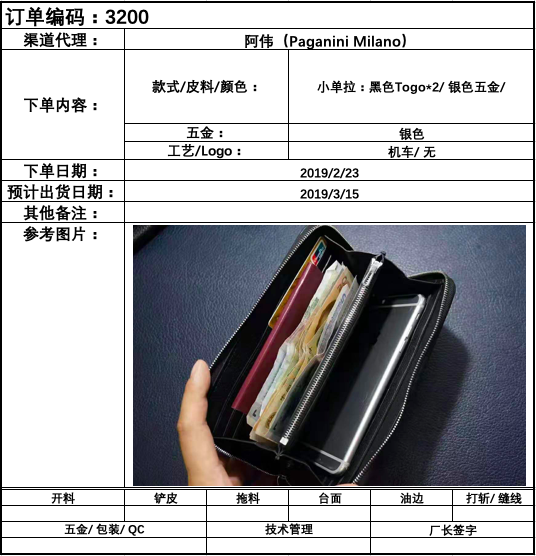 订单编码：3200
渠道代理： 阿伟（Paganini Milano）
下单内容： 款式/皮料/颜色： 小单拉：黑色Togo*2/ 银色五金/
五金： 银色
工艺/Logo： 机车/ 无
下单日期： 2019/2/23
预计出货日期： 2019/3/15
其他备注：
参考图片：
开料 铲皮 拖料 台面 油边 打斩/ 缝线
五金/ 包装/ QC 技术管理 厂长签字